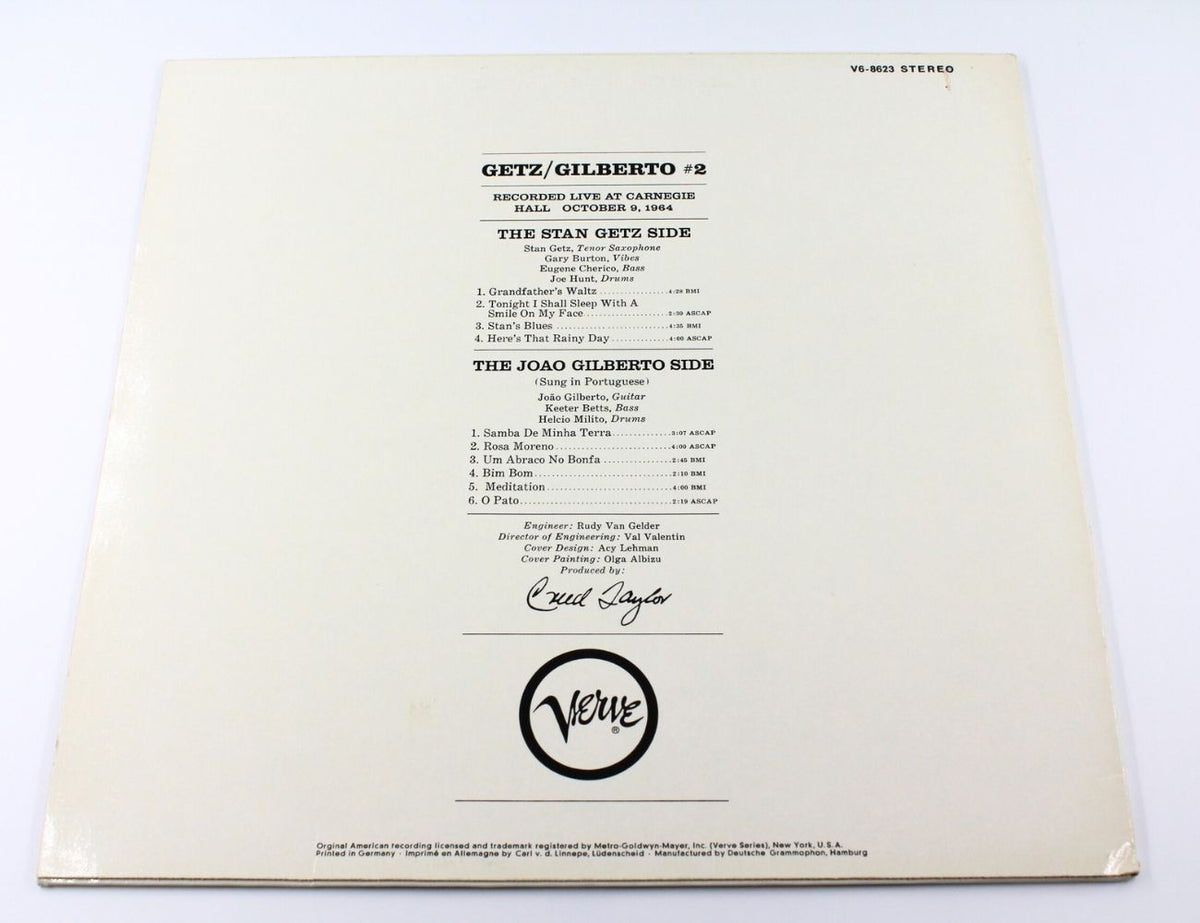 V6-8623 STEREO
GETZ/GILBERTO #2
RECORDED LIVE AT CARNEGIE
HALL OCTOBER 9, 1964
THE STAN GETZ SIDE
Stan Getz, Tenor Saxophone
Gary Burton, Vibes
Eugene Cherico, Bass
Joe Hunt, Drums
1. Grandfather's Waltz ................4:28 BMI
2. Tonight I Shall Sleep With A
Smile On My Face....................2:30 ASCAP
3. Stan's Blues .........................4:35 BMI
4. Here's That Rainy Day.............4:00 ASCAP
THE JOAO GILBERTO SIDE
(Sung in Portuguese)
João Gilberto, Guitar
Keeter Betts, Bass
Helcio Milito, Drums
1. Samba De Minha Terra.............3:07 ASCAP
2. Rosa Moreno.........................4:00 ASCAP
3. Um Abraco No Bonfa ...............2:45 BMI
4. Bim Bom..............................2:10 BMI
5. Meditation...........................4:00 BMI
6. O Pato.................................2:19 ASCAP
Engineer: Rudy Van Gelder
Director of Engineering: Val Valentin
Cover Design: Acy Lehman
Cover Painting: Olga Albizu
Produced by:
Creed Taylor
Verve ®
Orginal American recording licensed and trademark registered by Metro-Goldwyn-Mayer, Inc. (Verve Series), New York, U.S.A.
Printed in Germany · Imprimé en Allemagne by Carl v. d. Linnepe, Lüdenscheid · Manufactured by Deutsche Grammophon, Hamburg